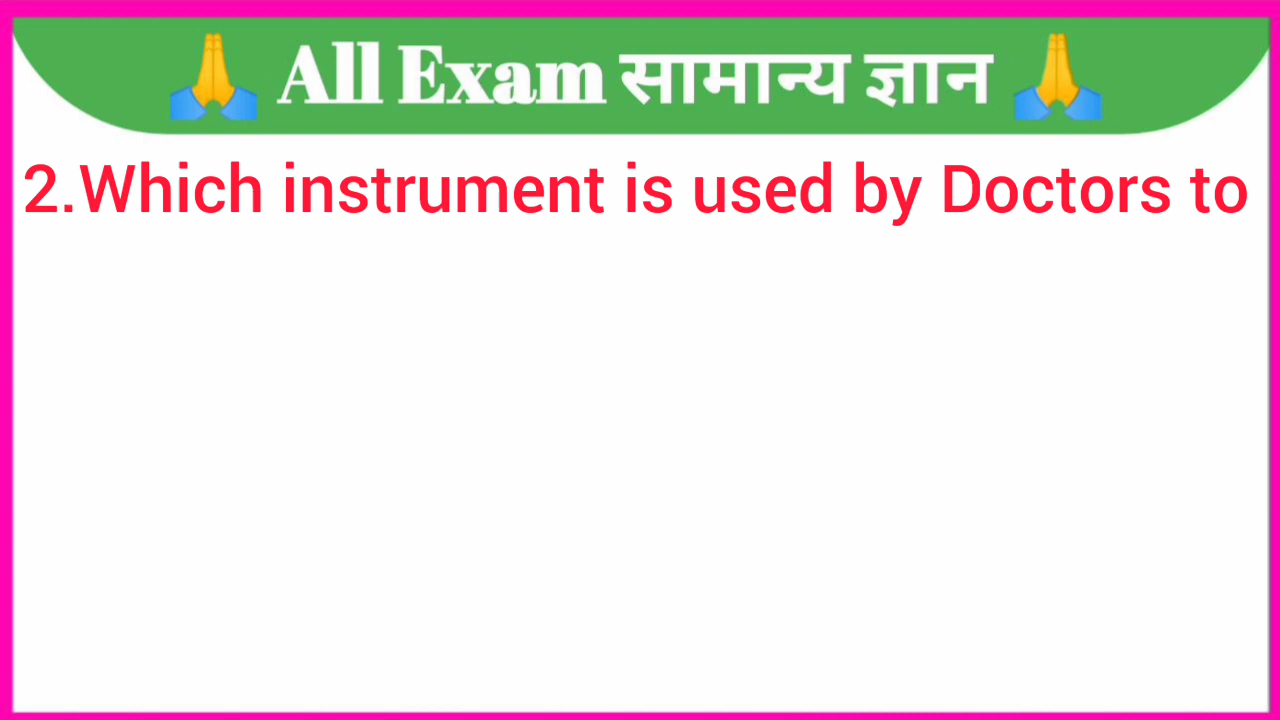 🙏 All Exam सामान्य ज्ञान 🙏
2.Which instrument is used by Doctors to